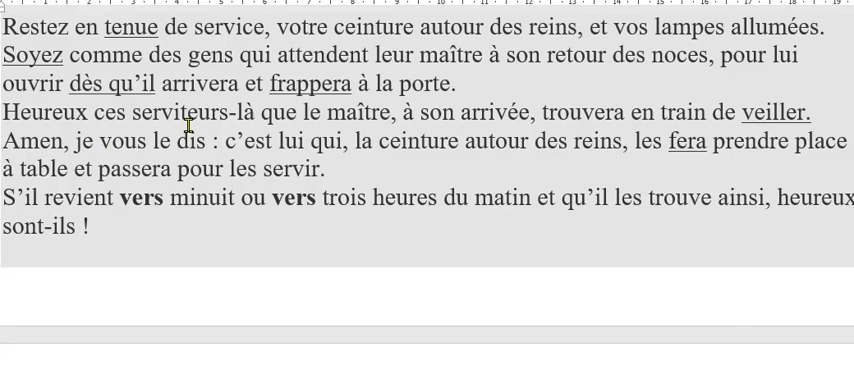 Restez en tenue de service, votre ceinture autour des reins, et vos lampes allumées.
Soyez comme des gens qui attendent leur maître à son retour des noces, pour lui
ouvrir dès qu’il arrivera et frappera à la porte.
Heureux ces serviteurs-là que le maître, à son arrivée, trouvera en train de veiller.
Amen, je vous le dis : c’est lui qui, la ceinture autour des reins, les fera prendre place
à table et passera pour les servir.
S’il revient vers minuit ou vers trois heures du matin et qu’il les trouve ainsi, heureux
sont-ils !